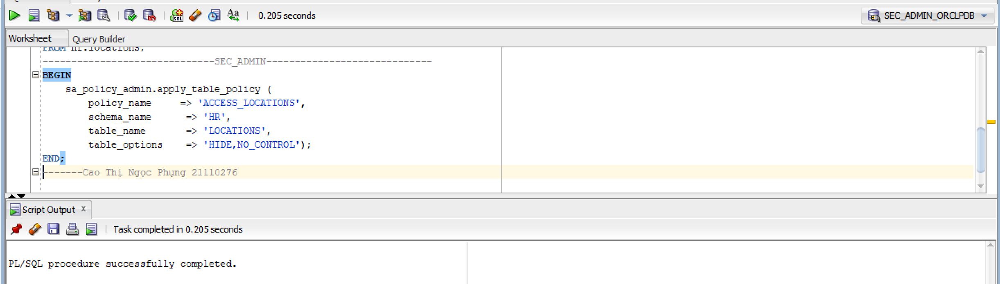 0.205 seconds
SEC_ADMIN_ORCLPDB
Worksheet
Query Builder
FROM hr.locations;
------------------------------SEC_ADMIN-----------------------------
BEGIN
    sa_policy_admin.apply_table_policy (
        policy_name     => 'ACCESS_LOCATIONS',
        schema_name      => 'HR',
        table_name       => 'LOCATIONS',
        table_options    => 'HIDE,NO_CONTROL');
END;
-------Cao Thị Ngọc Phụng 21110276
Script Output x
Task completed in 0.205 seconds
PL/SQL procedure successfully completed.